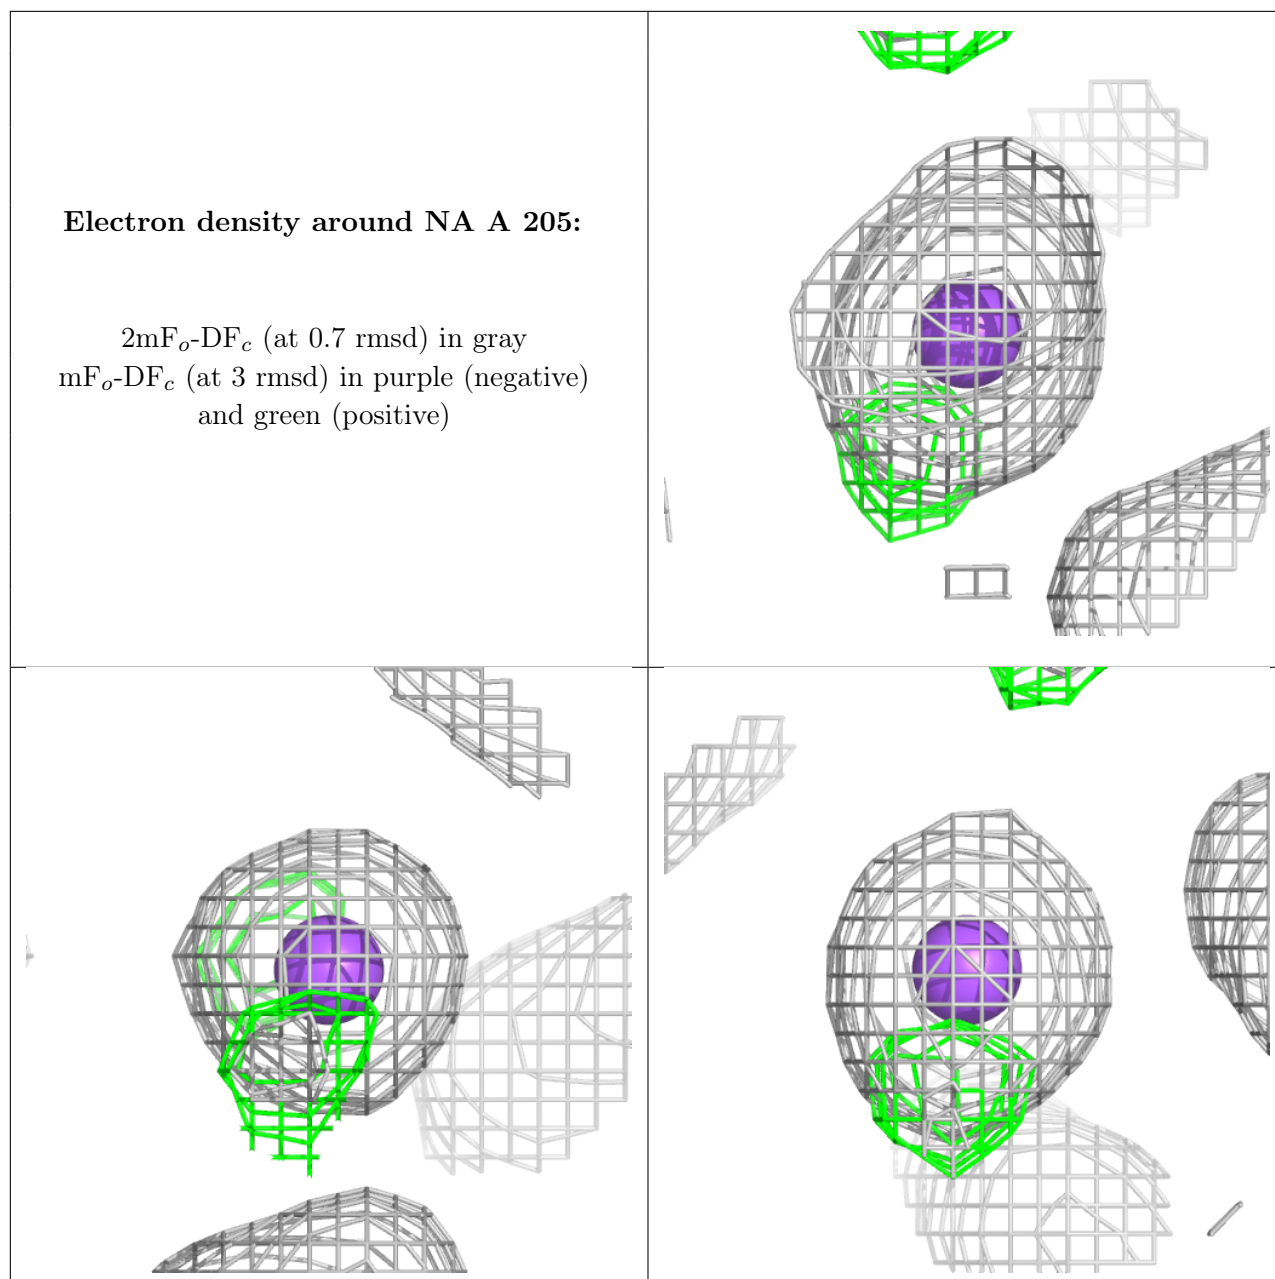 Electron density around NA A 205:
2mFo-DFc (at 0.7 rmsd) in gray
mFo-DFc (at 3 rmsd) in purple (negative)
and green (positive)